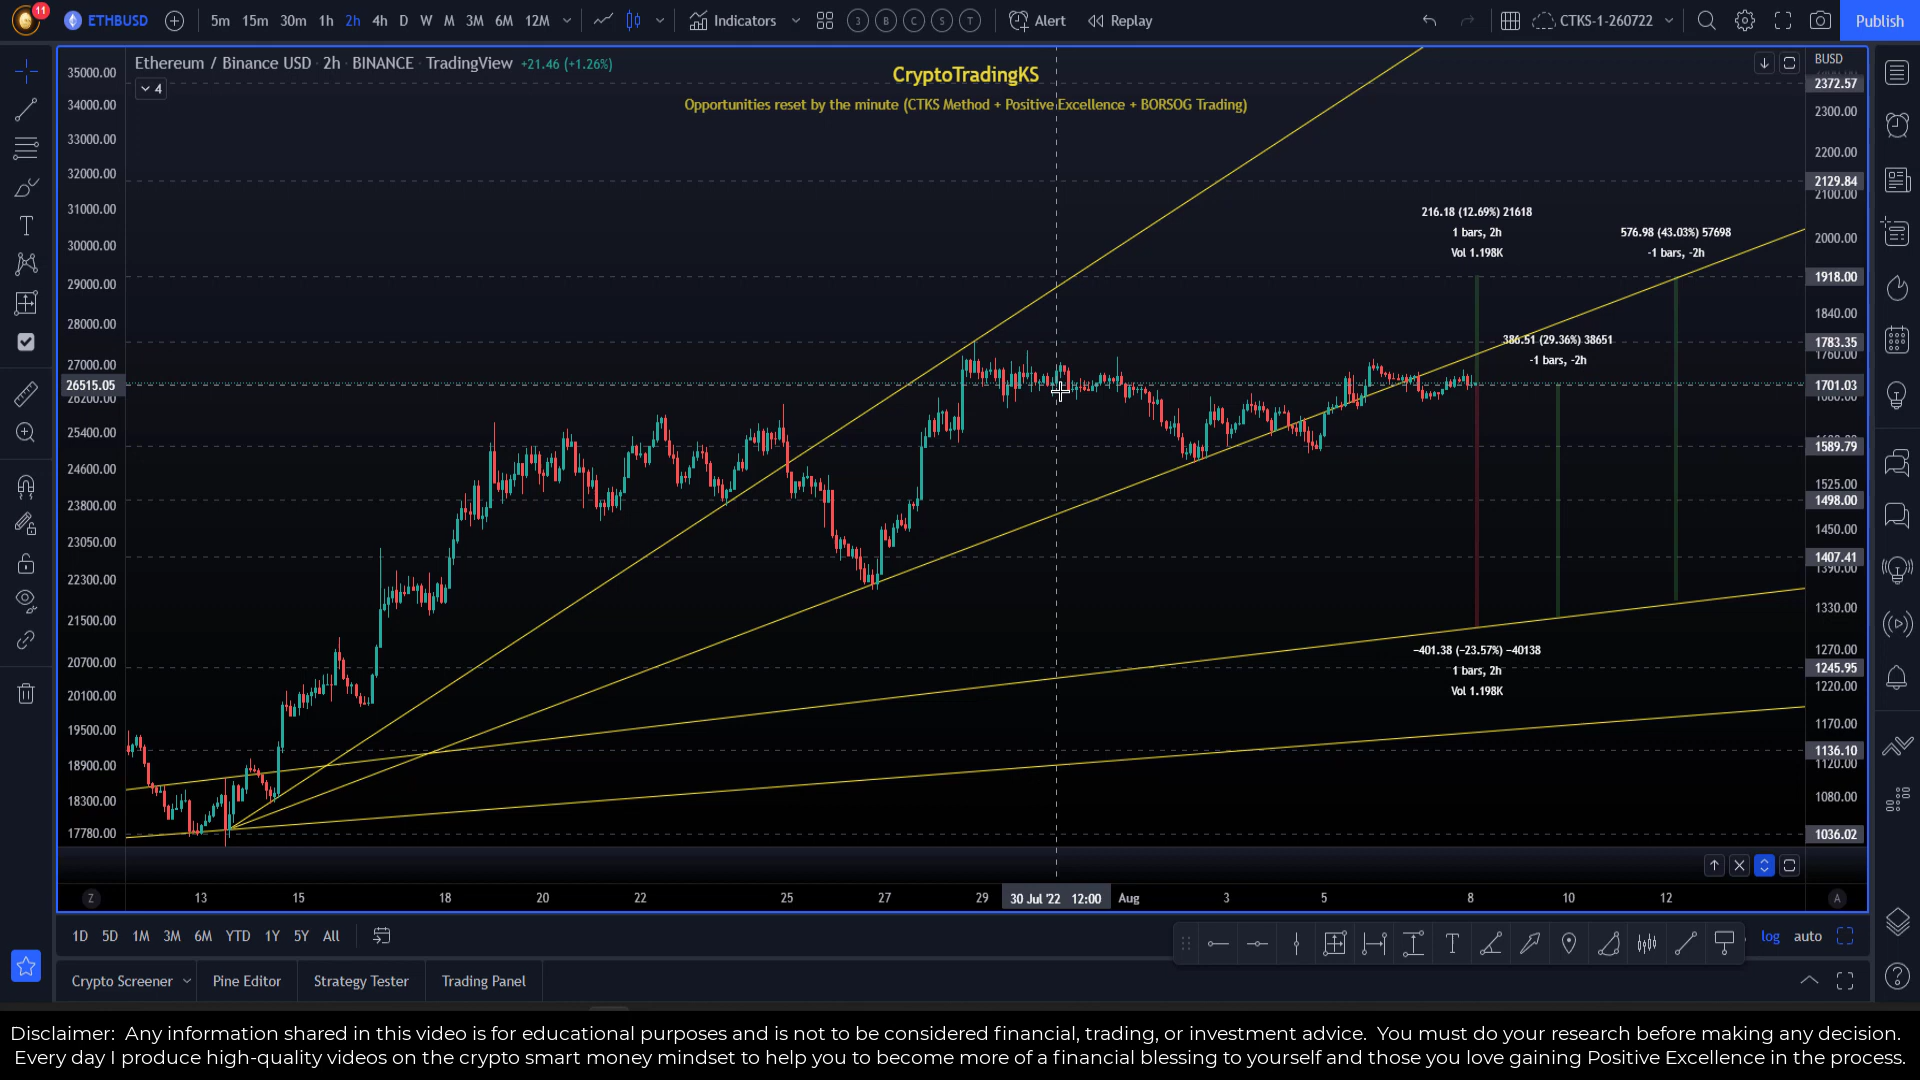 11
ETHBUSD
5m 15m 30m 1h 2h 4h D W M 3M 6M 12M
Indicators
3 B C S T
Alert
Replay
CTKS-1-260722
Publish
Ethereum / Binance USD · 2h · BINANCE · TradingView +21.46 (+1.26%)
4
CryptoTradingKS
Opportunities reset by the minute (CTKS Method + Positive Excellence + BORSOG Trading)
35000.00
34000.00
33000.00
32000.00
31000.00
30000.00
29000.00
28000.00
27000.00
26515.05
26200.00
25400.00
24600.00
23800.00
23050.00
22300.00
21500.00
20700.00
20100.00
19500.00
18900.00
18300.00
17780.00
216.18 (12.69%) 21618
1 bars, 2h
Vol 1.198K
576.98 (43.03%) 57698
-1 bars, -2h
386.51 (29.36%) 38651
-1 bars, -2h
−401.38 (−23.57%) −40138
1 bars, 2h
Vol 1.198K
BUSD
2372.57
2300.00
2200.00
2129.84
2100.00
2000.00
1918.00
1840.00
1783.35
1760.00
1701.03
1589.79
1525.00
1498.00
1450.00
1407.41
1390.00
1330.00
1270.00
1245.95
1220.00
1170.00
1136.10
1120.00
1080.00
1036.02
Z 13 15 18 20 22 25 27 29 30 Jul '22 12:00 Aug 3 5 8 10 12 A
1D 5D 1M 3M 6M YTD 1Y 5Y All
T
log auto
Crypto Screener Pine Editor Strategy Tester Trading Panel
Disclaimer: Any information shared in this video is for educational purposes and is not to be considered financial, trading, or investment advice. You must do your research before making any decision.
Every day I produce high-quality videos on the crypto smart money mindset to help you to become more of a financial blessing to yourself and those you love gaining Positive Excellence in the process.